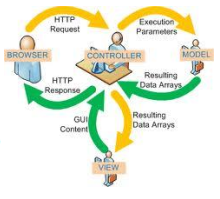 HTTP
Request
Execution
Parameters
BROWSER
CONTROLLER
MODEL
HTTP
Response
Resulting
Data Arrays
GUI
Content
Resulting
Data Arrays
VIEW